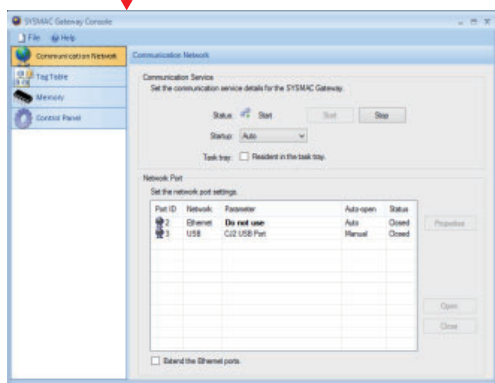 SYSMAC Gateway Console
File Help
Communication Network
Tag Table
Memory
Control Panel
Communication Network
Communication Service
Set the communication service details for the SYSMAC Gateway.
Status: Start Start Stop
Startup: Auto
Task tray: Resident in the task tray.
Network Port
Set the network port settings.
Port ID Network Parameter Auto-open Status
2 Ethernet Do not use Auto Closed
3 USB CJ2 USB Port Manual Closed
Properties
Open
Close
Extend the Ethernet ports.